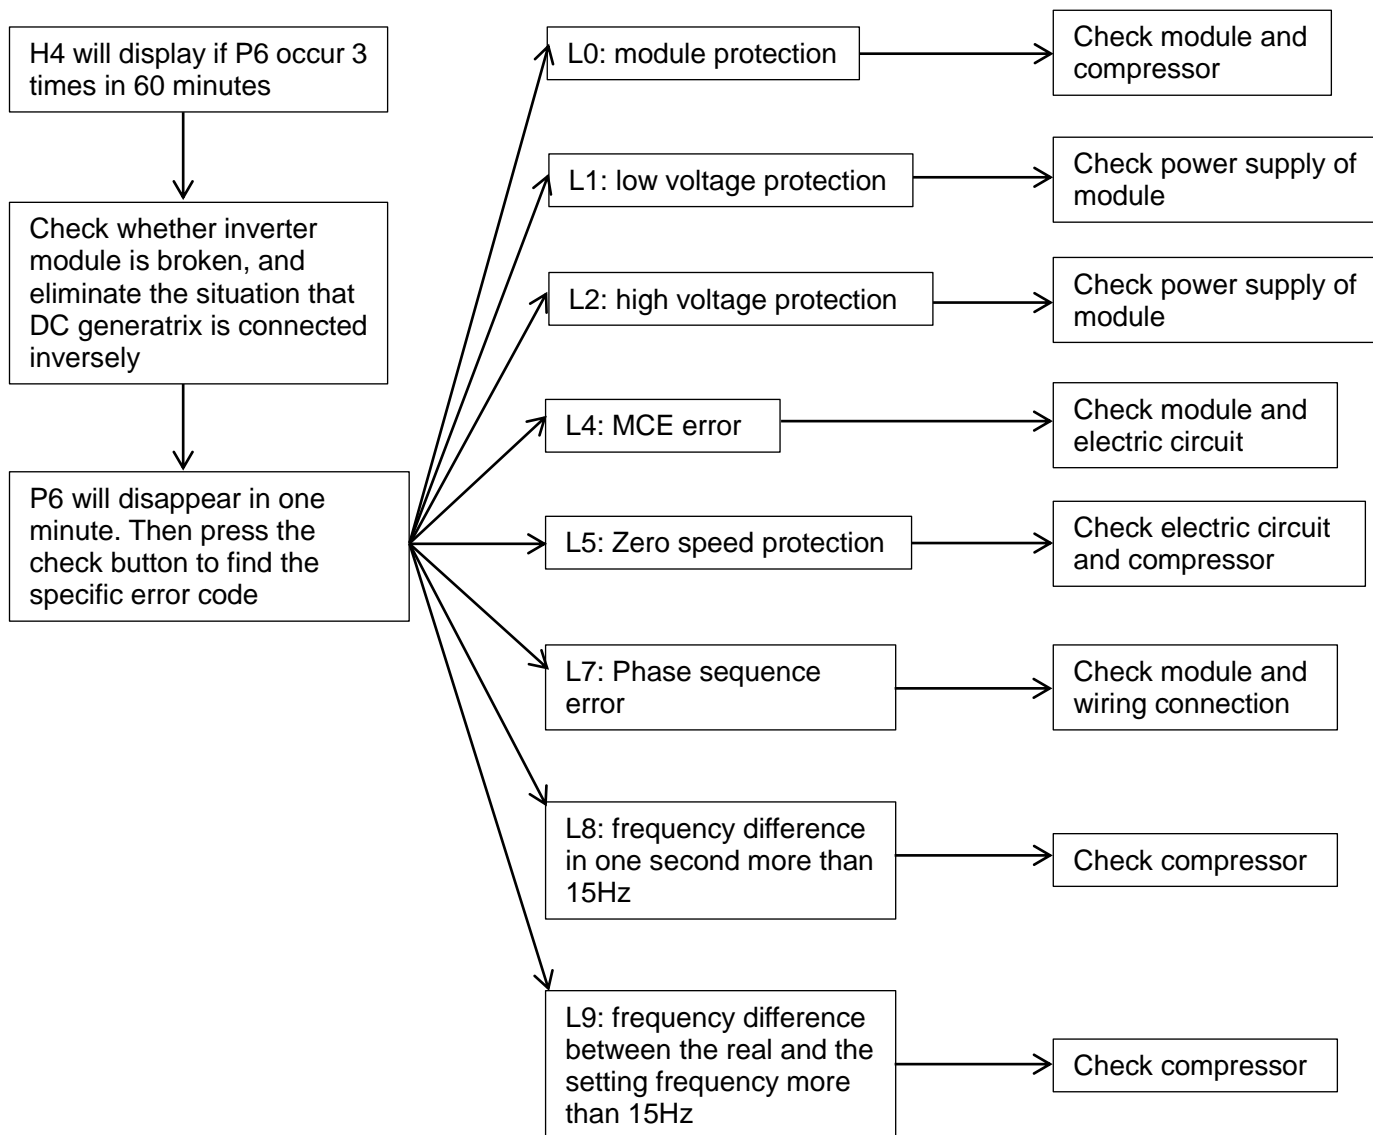 H4 will display if P6 occur 3
times in 60 minutes
Check whether inverter
module is broken, and
eliminate the situation that
DC generatrix is connected
inversely
P6 will disappear in one
minute. Then press the
check button to find the
specific error code
L0: module protection
Check module and
compressor
L1: low voltage protection
Check power supply of
module
L2: high voltage protection
Check power supply of
module
L4: MCE error
Check module and
electric circuit
L5: Zero speed protection
Check electric circuit
and compressor
L7: Phase sequence
error
Check module and
wiring connection
L8: frequency difference
in one second more than
15Hz
Check compressor
L9: frequency difference
between the real and the
setting frequency more
than 15Hz
Check compressor